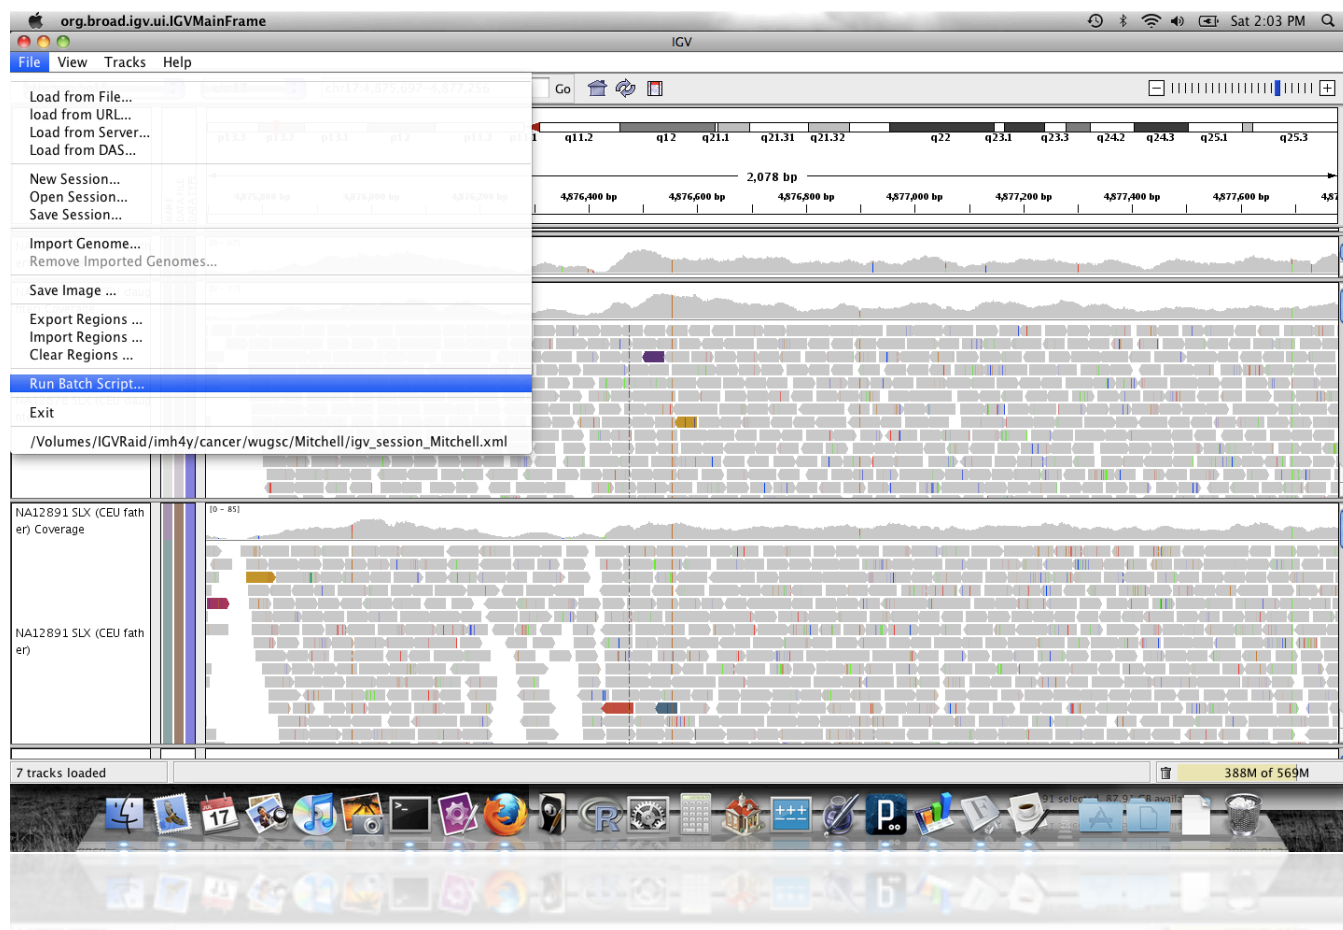 org.broad.igv.ui.IGVMainFrame
Sat 2:03 PM
IGV
File View Tracks Help
Go
Load from File...
load from URL...
Load from Server...
Load from DAS...
New Session...
Open Session...
Save Session...
Import Genome...
Remove Imported Genomes...
Save Image ...
Export Regions ...
Import Regions ...
Clear Regions ...
Run Batch Script...
Exit
/Volumes/IGVRaid/imh4y/cancer/wugsc/Mitchell/igv_session_Mitchell.xml
q11.2 q12 q21.1 q21.31 q21.32 q22 q23.1 q23.3 q24.2 q24.3 q25.1 q25.3
2,078 bp
4,876,400 bp 4,876,600 bp 4,876,800 bp 4,877,000 bp 4,877,200 bp 4,877,400 bp 4,877,600 bp
NA12891 SLX (CEU fath
er) Coverage
[0 - 85]
NA12891 SLX (CEU fath
er)
7 tracks loaded
388M of 569M
JUL
17